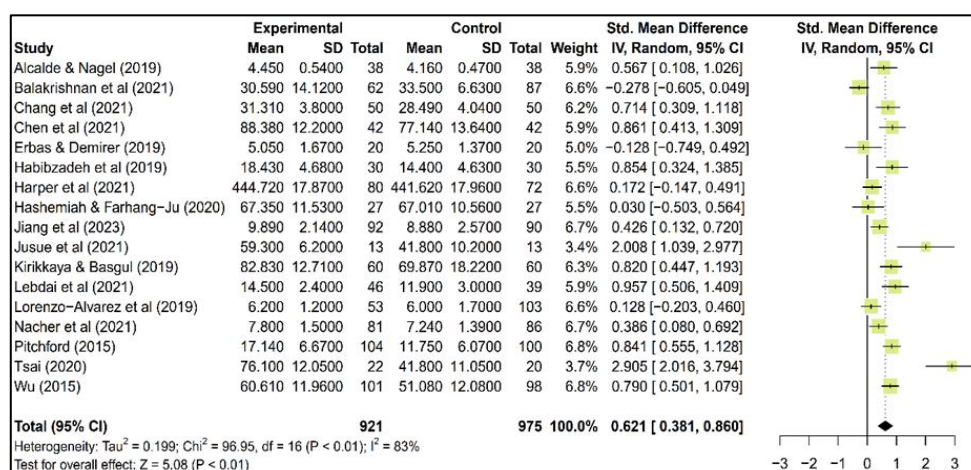 Experimental Control Std. Mean Difference Std. Mean Difference
Study Mean SD Total Mean SD Total Weight IV, Random, 95% CI IV, Random, 95% CI
Alcalde & Nagel (2019) 4.450 0.5400 38 4.160 0.4700 38 5.9% 0.567 [ 0.108, 1.026]
Balakrishnan et al (2021) 30.590 14.1200 62 33.500 6.6300 87 6.6% −0.278 [−0.605, 0.049]
Chang et al (2021) 31.310 3.8000 50 28.490 4.0400 50 6.2% 0.714 [ 0.309, 1.118]
Chen et al (2021) 88.380 12.2000 42 77.140 13.6400 42 6.0% 0.861 [ 0.413, 1.309]
Erbas & Demirer (2019) 5.050 1.6700 20 5.250 1.3700 20 5.0% −0.128 [−0.749, 0.492]
Habibzadeh et al (2019) 18.430 4.6800 30 14.400 4.6300 30 5.5% 0.854 [ 0.324, 1.385]
Harper et al (2021) 444.720 17.8700 80 441.620 17.9600 72 6.6% 0.172 [−0.147, 0.491]
Hashemiah & Farhang-Ju (2020) 67.350 11.5300 27 67.010 10.5600 27 5.5% 0.030 [−0.503, 0.564]
Jiang et al (2023) 9.890 2.1400 92 8.880 2.5700 90 6.7% 0.426 [ 0.132, 0.720]
Jusue et al (2021) 59.300 6.2000 13 41.800 10.2000 13 3.4% 2.008 [ 1.039, 2.977]
Kirikkaya & Basgul (2019) 82.830 12.7100 60 69.870 18.2200 60 6.4% 0.820 [ 0.447, 1.193]
Lebdai et al (2021) 14.500 2.4000 46 11.900 3.0000 39 5.9% 0.957 [ 0.506, 1.409]
Lorenzo-Alvarez et al (2019) 6.200 1.2000 53 6.000 1.7000 103 6.6% 0.128 [−0.203, 0.460]
Nacher et al (2021) 7.800 1.5000 81 7.240 1.3900 86 6.7% 0.386 [ 0.080, 0.692]
Pitchford (2015) 17.140 6.6700 104 11.750 6.0700 100 6.8% 0.841 [ 0.555, 1.128]
Tsai (2020) 76.100 12.0500 22 41.800 11.0500 20 3.7% 2.905 [ 2.016, 3.794]
Wu (2015) 60.610 11.9600 101 51.080 12.0800 98 6.8% 0.790 [ 0.501, 1.079]
Total (95% CI) 921 975 100.0% 0.621 [ 0.381, 0.860]
Heterogeneity: Tau² = 0.199; Chi² = 96.95, df = 16 (P < 0.01); I² = 83%
Test for overall effect: Z = 5.08 (P < 0.01)
−3 −2 −1 0 1 2 3